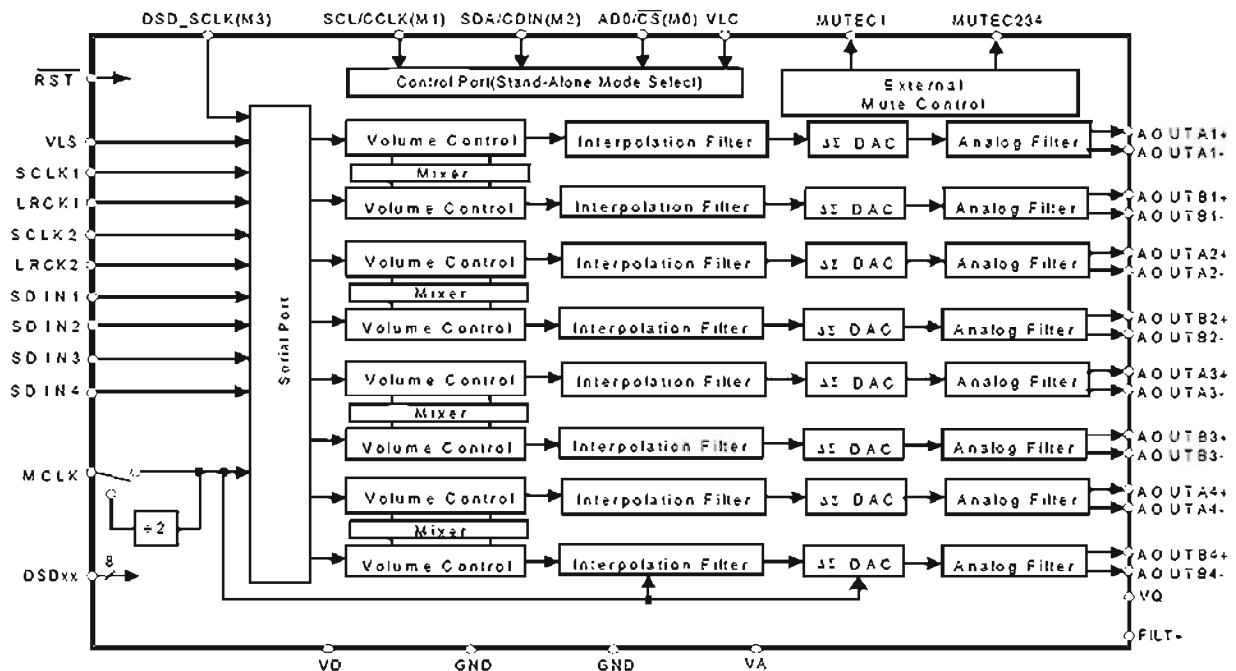 DSD_SCLK(M3) SCL/CCLK(M1) SDA/CDIN(M2) AD0/CS(M0) VLC MUTEC1 MUTEC234
RST
Control Port(Stand-Alone Mode Select)
External
Mute Control
VLS
SCLK1
LRCK1
SCLK2
LRCK2
SDIN1
SDIN2
SDIN3
SDIN4
MCLK
÷2
DSDxx
8
Serial Port
Volume Control Interpolation Filter ΔΣ DAC Analog Filter AOUTA1+
AOUTA1-
Mixer
Volume Control Interpolation Filter ΔΣ DAC Analog Filter AOUTB1+
AOUTB1-
Volume Control Interpolation Filter ΔΣ DAC Analog Filter AOUTA2+
AOUTA2-
Mixer
Volume Control Interpolation Filter ΔΣ DAC Analog Filter AOUTB2+
AOUTB2-
Volume Control Interpolation Filter ΔΣ DAC Analog Filter AOUTA3+
AOUTA3-
Mixer
Volume Control Interpolation Filter ΔΣ DAC Analog Filter AOUTB3+
AOUTB3-
Volume Control Interpolation Filter ΔΣ DAC Analog Filter AOUTA4+
AOUTA4-
Mixer
Volume Control Interpolation Filter ΔΣ DAC Analog Filter AOUTB4+
AOUTB4-
VQ
FILT+
VD GND GND VA